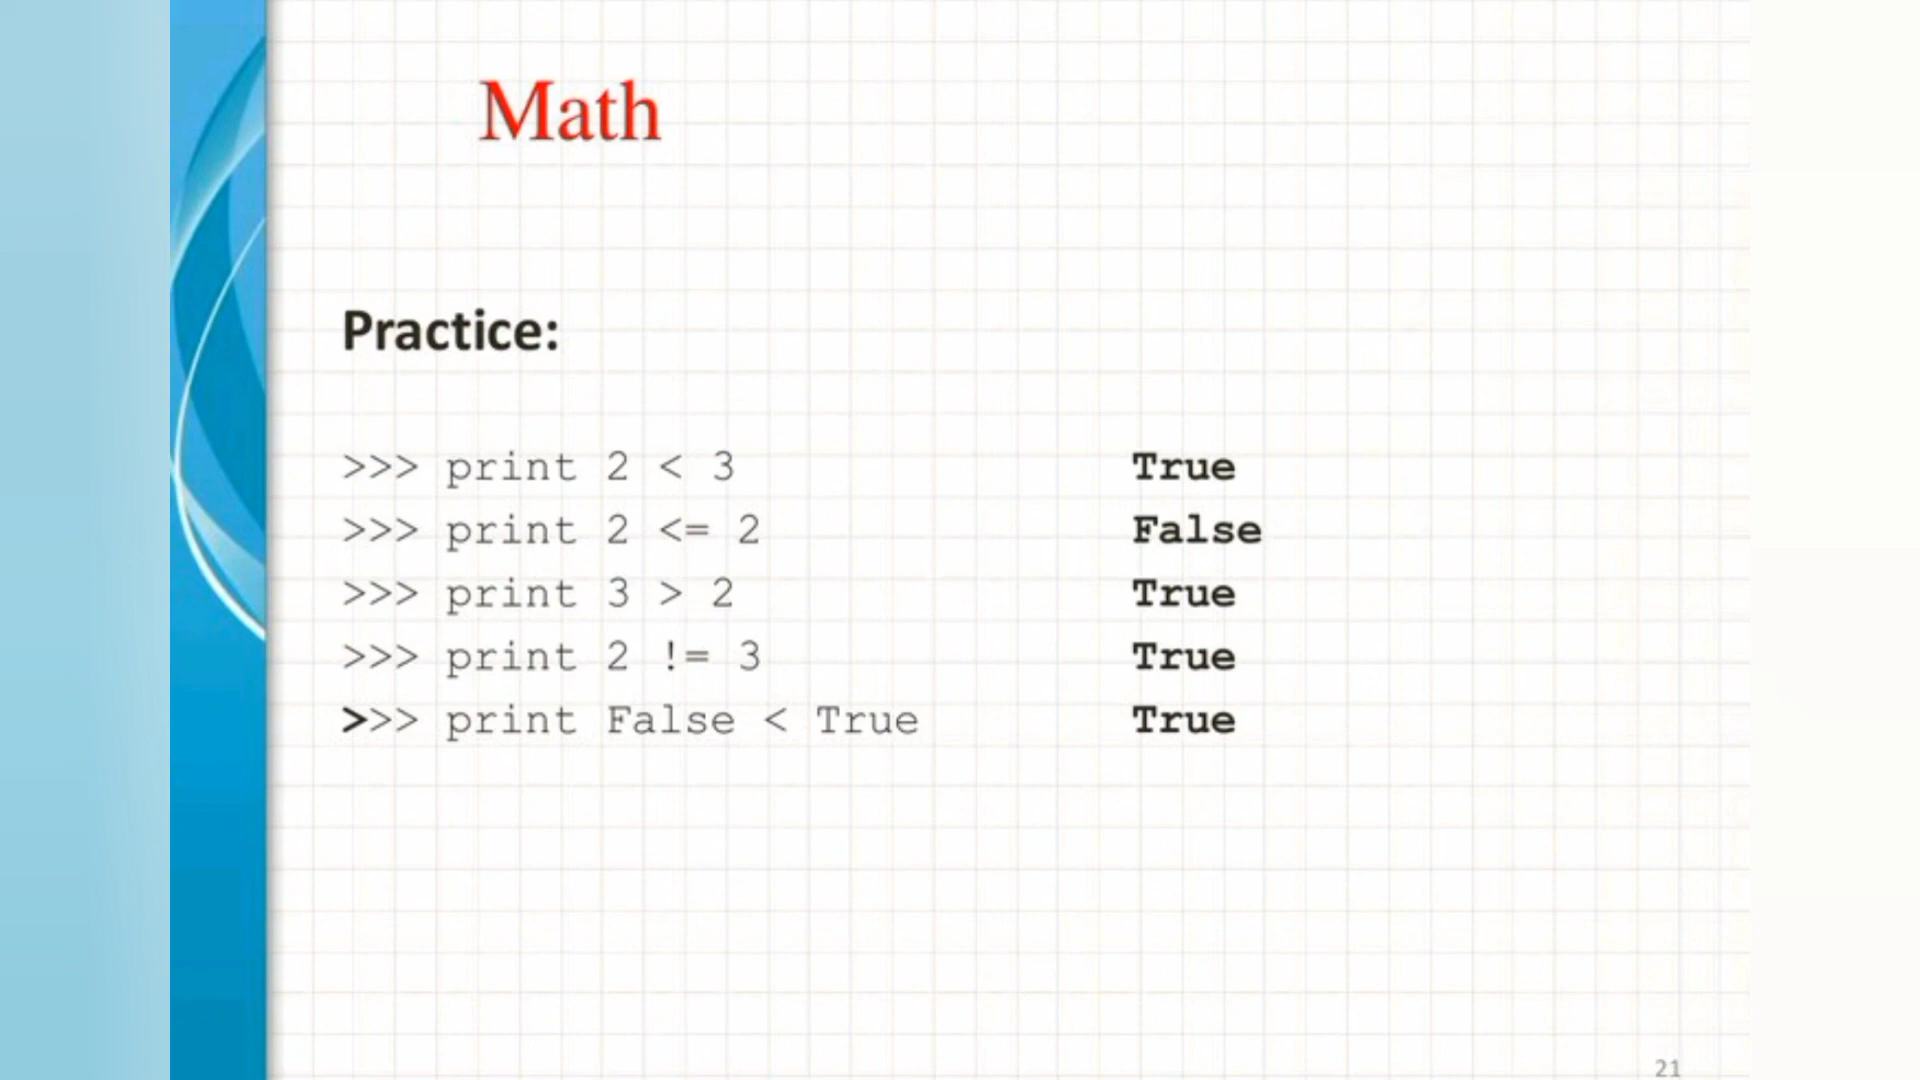 Math
Practice:
>>> print 2 < 3 True
>>> print 2 <= 2 False
>>> print 3 > 2 True
>>> print 2 != 3 True
>>> print False < True True
21